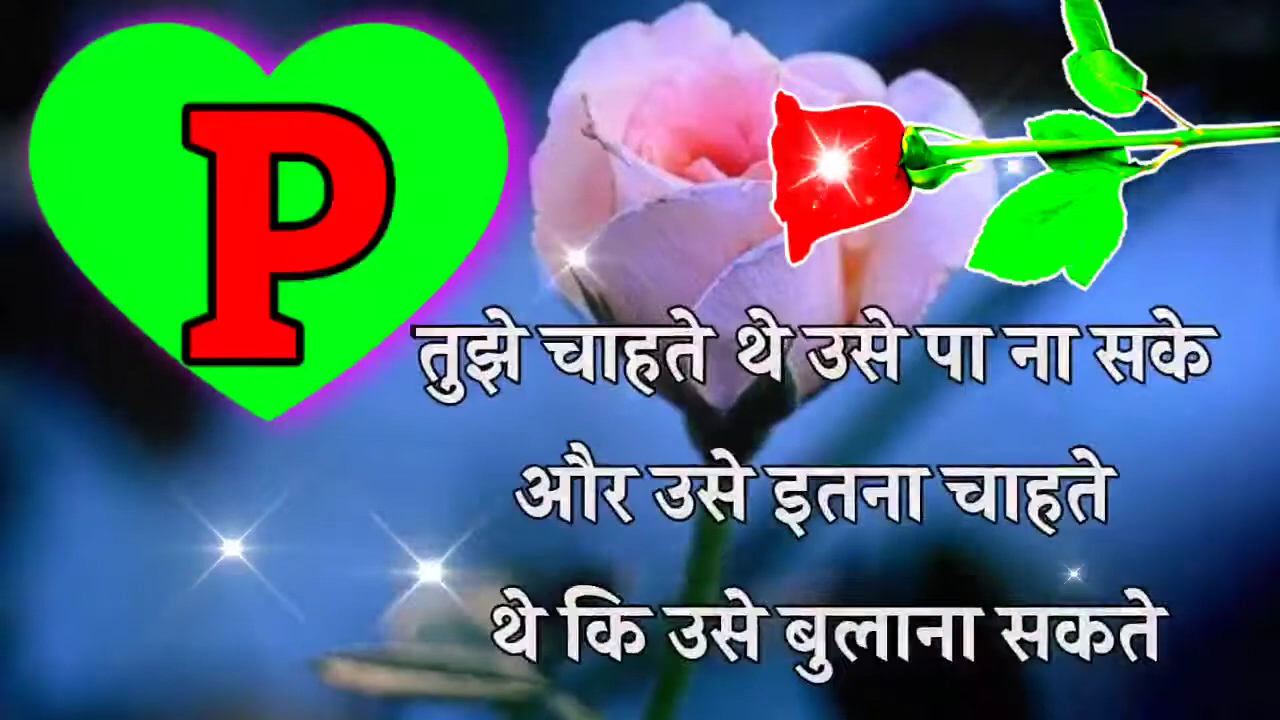 P
तुझे चाहते थे उसे पा ना सके
और उसे इतना चाहते
थे कि उसे बुलाना सकते